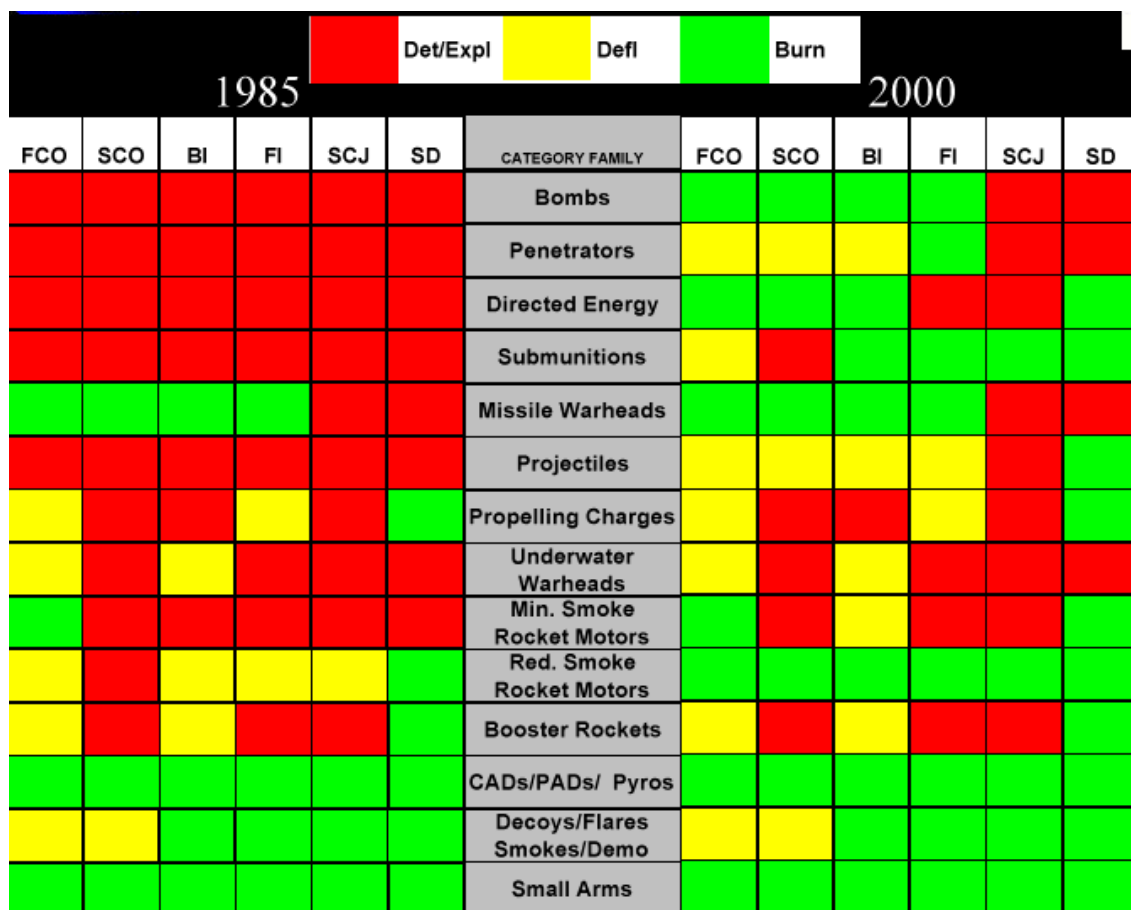 Det/Expl Defl Burn
1985 2000
FCO SCO BI FI SCJ SD CATEGORY FAMILY FCO SCO BI FI SCJ SD
Bombs
Penetrators
Directed Energy
Submunitions
Missile Warheads
Projectiles
Propelling Charges
Underwater
Warheads
Min. Smoke
Rocket Motors
Red. Smoke
Rocket Motors
Booster Rockets
CADs/PADs/ Pyros
Decoys/Flares
Smokes/Demo
Small Arms